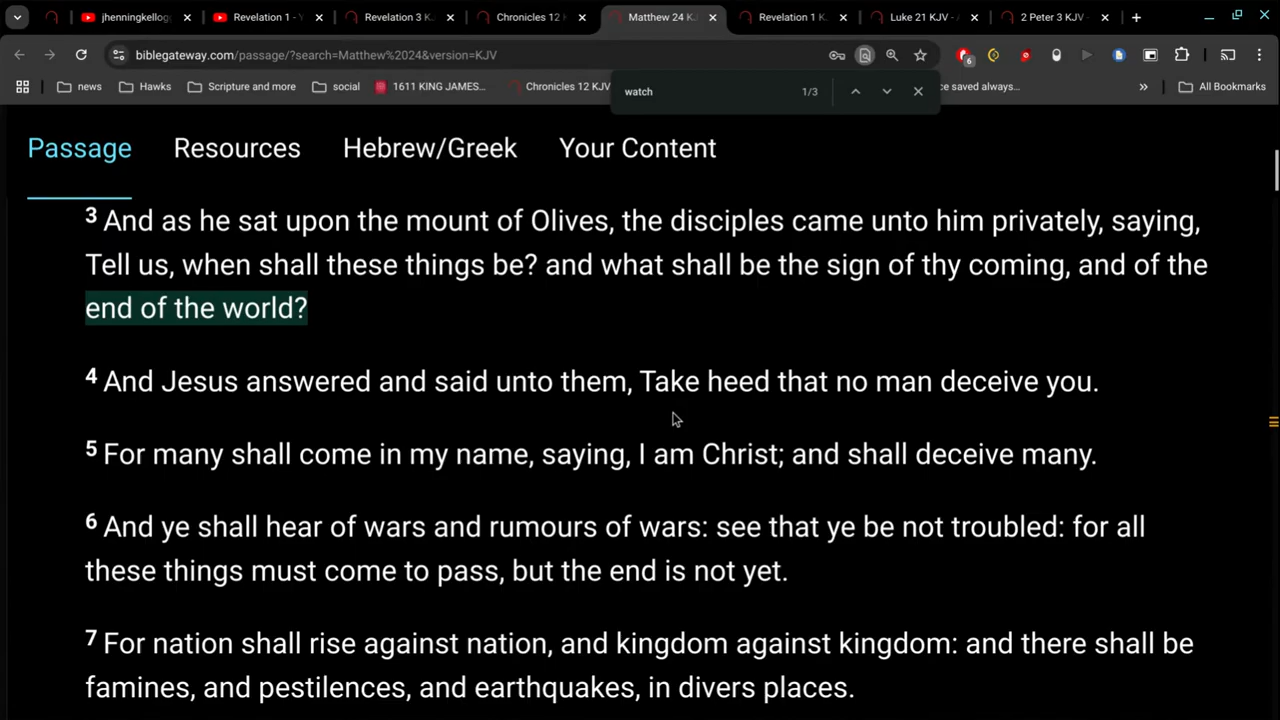 jhenningkellogg
Revelation 1 - Y
Revelation 3 K
Chronicles 12
Matthew 24 K
Revelation 1 K
Luke 21 KJV -
2 Peter 3 KJV
biblegateway.com/passage/?search=Matthew%2024&version=KJV
6
news
Hawks
Scripture and more
social
1611 KING JAMES...
Chronicles 12 KJV
watch
1/3
ce saved always...
»
All Bookmarks
Passage
Resources
Hebrew/Greek
Your Content
3 And as he sat upon the mount of Olives, the disciples came unto him privately, saying,
Tell us, when shall these things be? and what shall be the sign of thy coming, and of the
end of the world?
4 And Jesus answered and said unto them, Take heed that no man deceive you.
5 For many shall come in my name, saying, I am Christ; and shall deceive many.
6 And ye shall hear of wars and rumours of wars: see that ye be not troubled: for all
these things must come to pass, but the end is not yet.
7 For nation shall rise against nation, and kingdom against kingdom: and there shall be
famines, and pestilences, and earthquakes, in divers places.